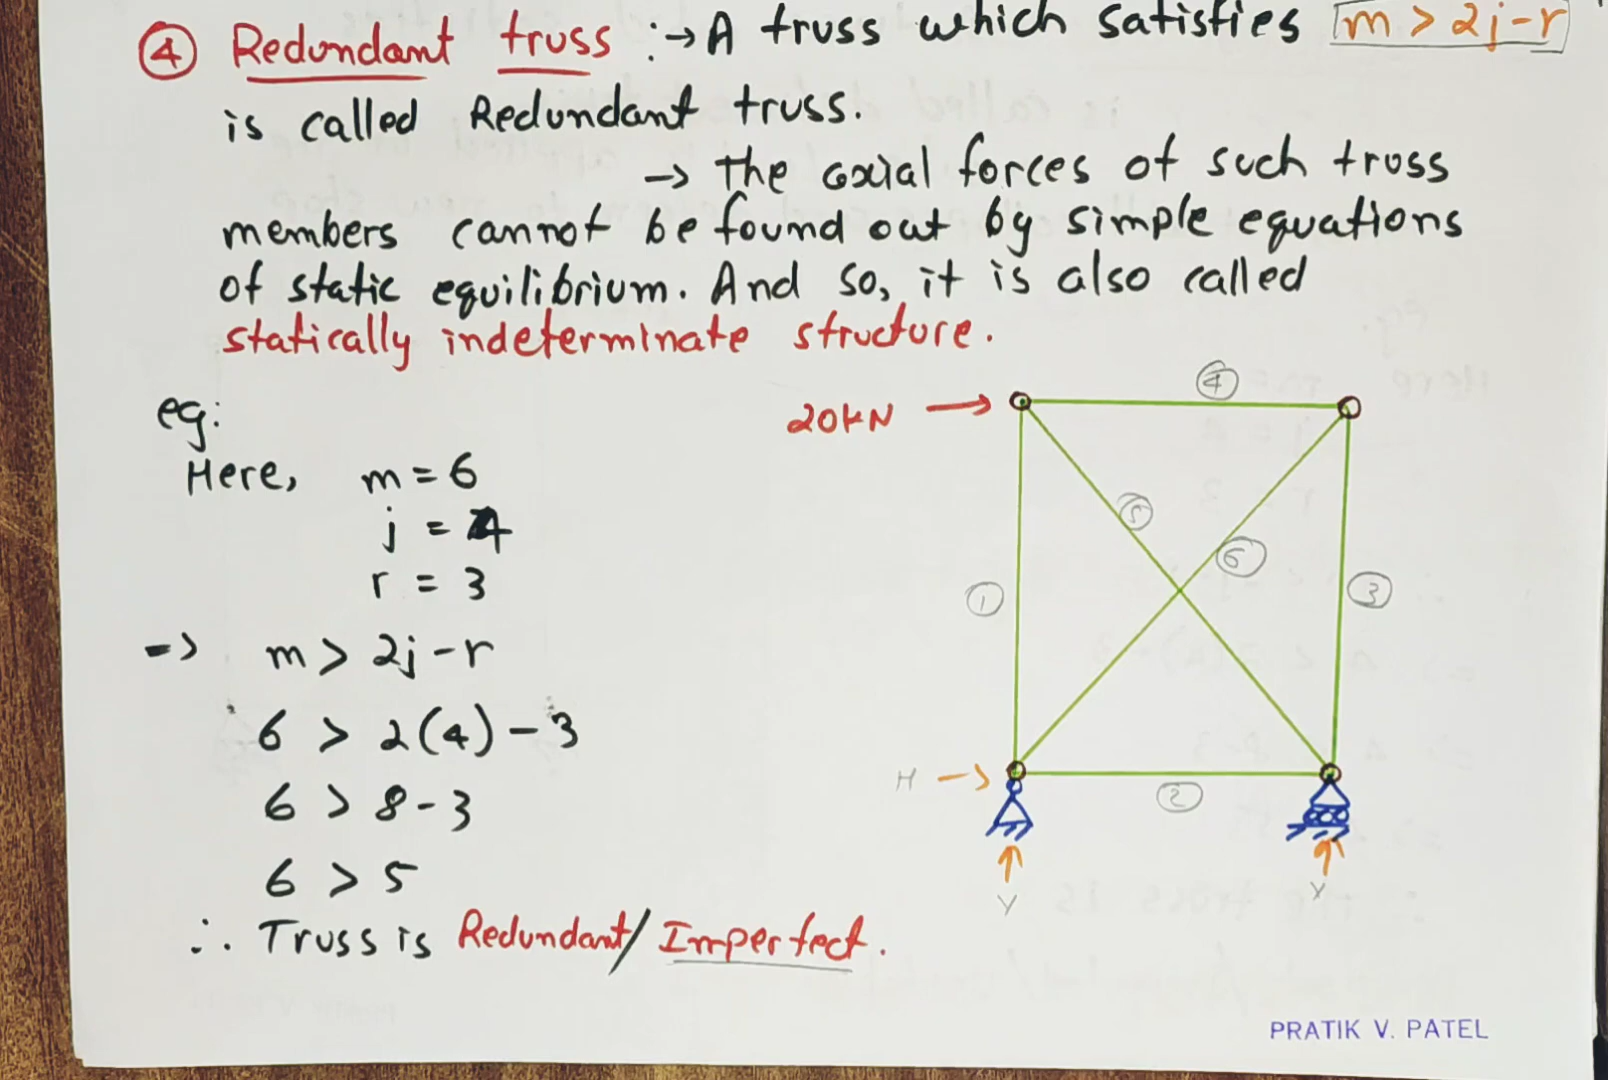 ④ Redundant truss :→ A truss which satisfies m > 2j-r
is called Redundant truss.
→ The axial forces of such truss
members cannot be found out by simple equations
of static equilibrium. And so, it is also called
statically indeterminate structure.
eg:
Here, m = 6
j = 4
r = 3
=> m > 2j-r
6 > 2(4) - 3
6 > 8-3
6 > 5
∴ Truss is Redundant/Imperfect.
④
20kN →
⑤
⑥
①
③
H →
②
Y
Y
PRATIK V. PATEL